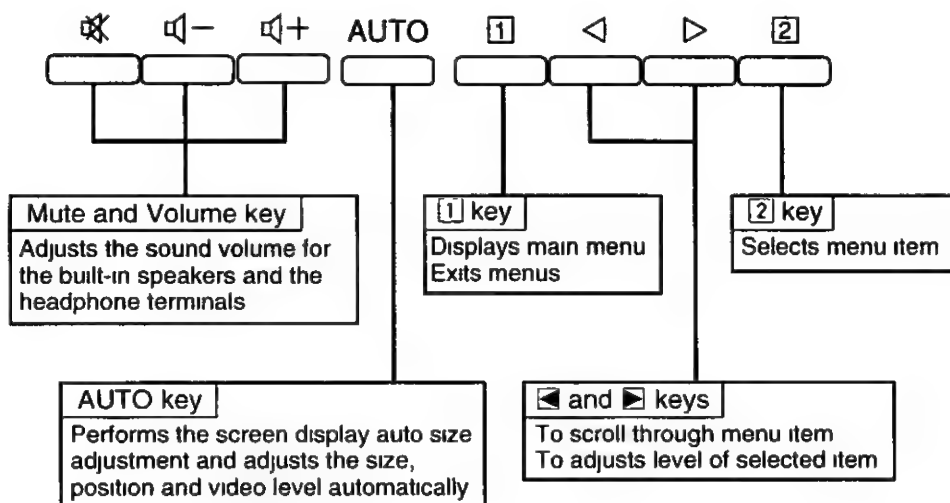 − + AUTO 1 ◁ ▷ 2
Mute and Volume key
Adjusts the sound volume for
the built-in speakers and the
headphone terminals
1 key
Displays main menu
Exits menus
2 key
Selects menu item
AUTO key
Performs the screen display auto size
adjustment and adjusts the size,
position and video level automatically
◀ and ▶ keys
To scroll through menu item
To adjusts level of selected item